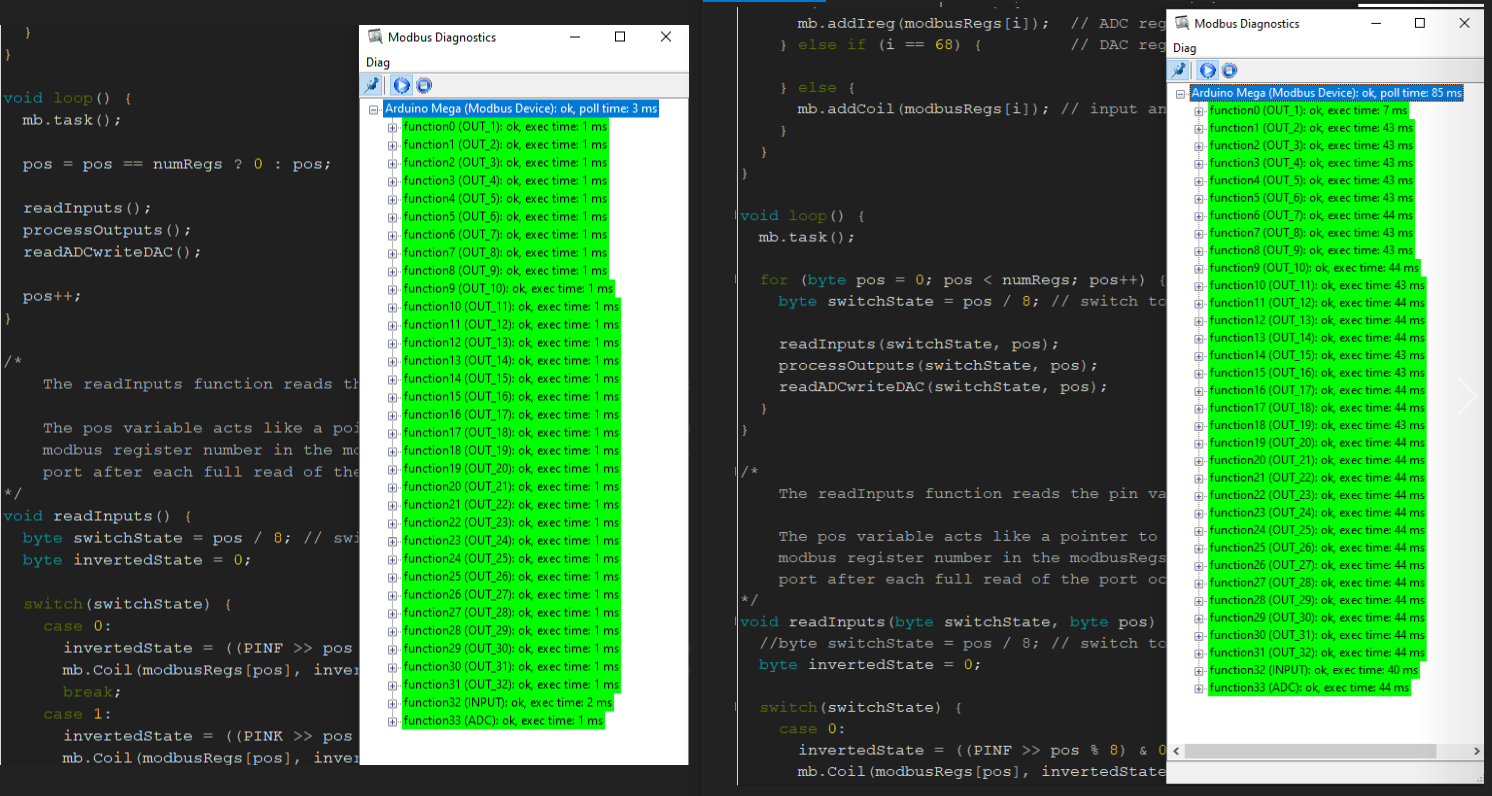 }
}
void loop() {
mb.task();
pos = pos == numRegs ? 0 : pos;
readInputs();
processOutputs();
readADCwriteDAC();
pos++;
}
/*
The readInputs function reads th
The pos variable acts like a poi
modbus register number in the mo
port after each full read of the
*/
void readInputs() {
byte switchState = pos / 8; // swi
byte invertedState = 0;
switch(switchState) {
case 0:
invertedState = ((PINF >> pos
mb.Coil(modbusRegs[pos], inver
break;
case 1:
invertedState = ((PINK >> pos
mb.Coil(modbusRegs[pos], inver
Modbus Diagnostics
Diag
Arduino Mega (Modbus Device): ok, poll time: 3 ms
function0 (OUT_1): ok, exec time: 1 ms
function1 (OUT_2): ok, exec time: 1 ms
function2 (OUT_3): ok, exec time: 1 ms
function3 (OUT_4): ok, exec time: 1 ms
function4 (OUT_5): ok, exec time: 1 ms
function5 (OUT_6): ok, exec time: 1 ms
function6 (OUT_7): ok, exec time: 1 ms
function7 (OUT_8): ok, exec time: 1 ms
function8 (OUT_9): ok, exec time: 1 ms
function9 (OUT_10): ok, exec time: 1 ms
function10 (OUT_11): ok, exec time: 1 ms
function11 (OUT_12): ok, exec time: 1 ms
function12 (OUT_13): ok, exec time: 1 ms
function13 (OUT_14): ok, exec time: 1 ms
function14 (OUT_15): ok, exec time: 1 ms
function15 (OUT_16): ok, exec time: 1 ms
function16 (OUT_17): ok, exec time: 1 ms
function17 (OUT_18): ok, exec time: 1 ms
function18 (OUT_19): ok, exec time: 1 ms
function19 (OUT_20): ok, exec time: 1 ms
function20 (OUT_21): ok, exec time: 1 ms
function21 (OUT_22): ok, exec time: 1 ms
function22 (OUT_23): ok, exec time: 1 ms
function23 (OUT_24): ok, exec time: 1 ms
function24 (OUT_25): ok, exec time: 1 ms
function25 (OUT_26): ok, exec time: 1 ms
function26 (OUT_27): ok, exec time: 1 ms
function27 (OUT_28): ok, exec time: 1 ms
function28 (OUT_29): ok, exec time: 1 ms
function29 (OUT_30): ok, exec time: 1 ms
function30 (OUT_31): ok, exec time: 1 ms
function31 (OUT_32): ok, exec time: 1 ms
function32 (INPUT): ok, exec time: 2 ms
function33 (ADC): ok, exec time: 1 ms
mb.addIreg(modbusRegs[i]); // ADC reg
} else if (i == 68) { // DAC reg
} else {
mb.addCoil(modbusRegs[i]); // input an
}
}
}
void loop() {
mb.task();
for (byte pos = 0; pos < numRegs; pos++) {
byte switchState = pos / 8; // switch to
readInputs(switchState, pos);
processOutputs(switchState, pos);
readADCwriteDAC(switchState, pos);
}
}
/*
The readInputs function reads the pin va
The pos variable acts like a pointer to
modbus register number in the modbusRegs
port after each full read of the port oc
*/
void readInputs(byte switchState, byte pos)
//byte switchState = pos / 8; // switch to
byte invertedState = 0;
switch(switchState) {
case 0:
invertedState = ((PINF >> pos % 8) & 0
mb.Coil(modbusRegs[pos], invertedState
Modbus Diagnostics
Diag
Arduino Mega (Modbus Device): ok, poll time: 85 ms
function0 (OUT_1): ok, exec time: 7 ms
function1 (OUT_2): ok, exec time: 43 ms
function2 (OUT_3): ok, exec time: 43 ms
function3 (OUT_4): ok, exec time: 43 ms
function4 (OUT_5): ok, exec time: 43 ms
function5 (OUT_6): ok, exec time: 43 ms
function6 (OUT_7): ok, exec time: 44 ms
function7 (OUT_8): ok, exec time: 43 ms
function8 (OUT_9): ok, exec time: 43 ms
function9 (OUT_10): ok, exec time: 44 ms
function10 (OUT_11): ok, exec time: 43 ms
function11 (OUT_12): ok, exec time: 44 ms
function12 (OUT_13): ok, exec time: 44 ms
function13 (OUT_14): ok, exec time: 44 ms
function14 (OUT_15): ok, exec time: 43 ms
function15 (OUT_16): ok, exec time: 43 ms
function16 (OUT_17): ok, exec time: 44 ms
function17 (OUT_18): ok, exec time: 44 ms
function18 (OUT_19): ok, exec time: 43 ms
function19 (OUT_20): ok, exec time: 44 ms
function20 (OUT_21): ok, exec time: 44 ms
function21 (OUT_22): ok, exec time: 44 ms
function22 (OUT_23): ok, exec time: 44 ms
function23 (OUT_24): ok, exec time: 44 ms
function24 (OUT_25): ok, exec time: 44 ms
function25 (OUT_26): ok, exec time: 44 ms
function26 (OUT_27): ok, exec time: 44 ms
function27 (OUT_28): ok, exec time: 44 ms
function28 (OUT_29): ok, exec time: 44 ms
function29 (OUT_30): ok, exec time: 44 ms
function30 (OUT_31): ok, exec time: 44 ms
function31 (OUT_32): ok, exec time: 44 ms
function32 (INPUT): ok, exec time: 40 ms
function33 (ADC): ok, exec time: 44 ms